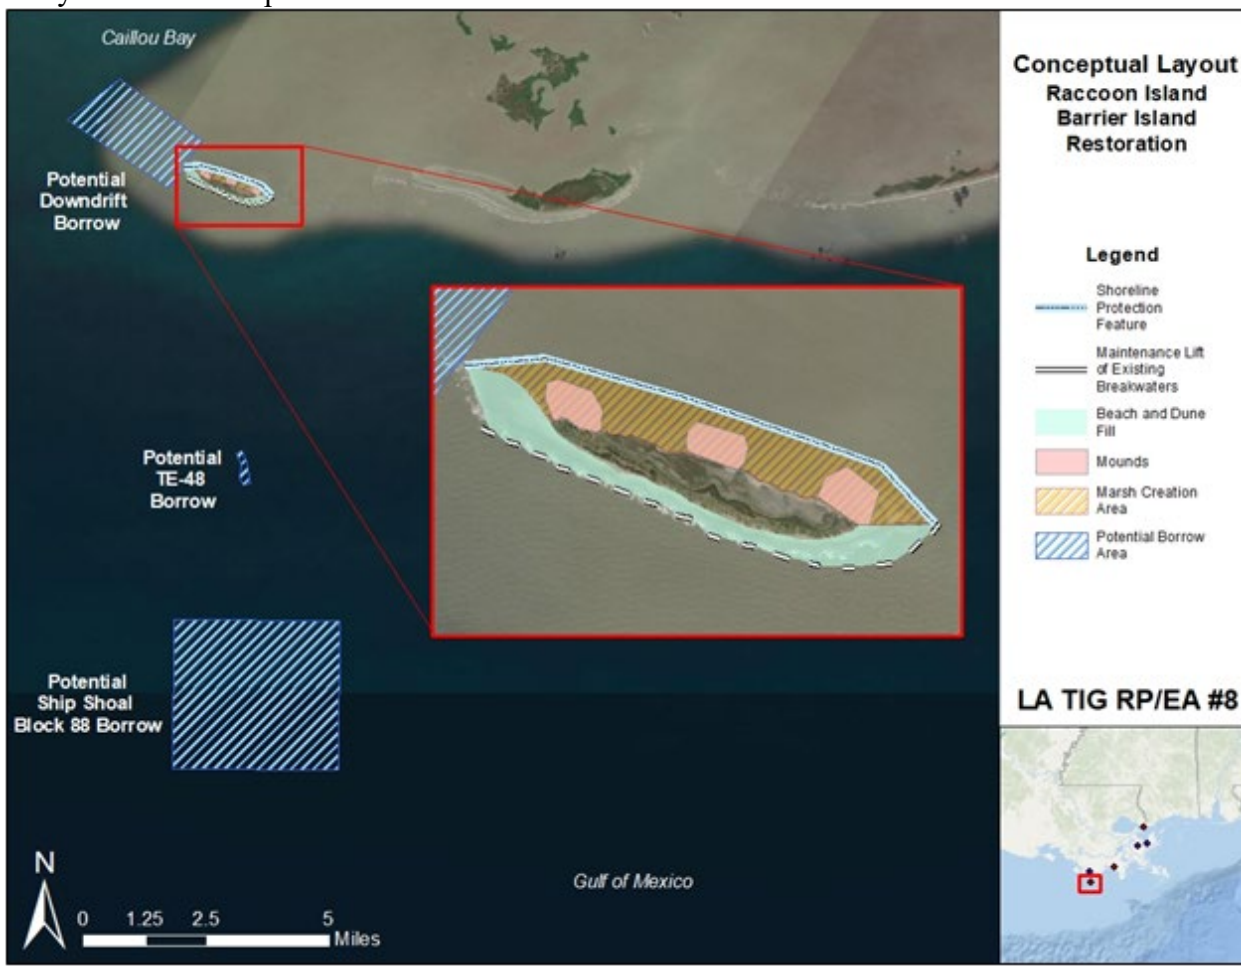 Caillou Bay
Potential
Downdrift
Borrow
Potential
TE-48
Borrow
Potential
Ship Shoal
Block 88 Borrow
N
0 1.25 2.5 5
Miles
Gulf of Mexico
Conceptual Layout
Raccoon Island
Barrier Island
Restoration
Legend
Shoreline
Protection
Feature
Maintenance Lift
of Existing
Breakwaters
Beach and Dune
Fill
Mounds
Marsh Creation
Area
Potential Borrow
Area
LA TIG RP/EA #8